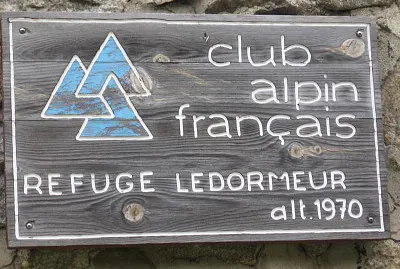 club
alpin
français
REFUGE LEDORMEUR
alt.1970